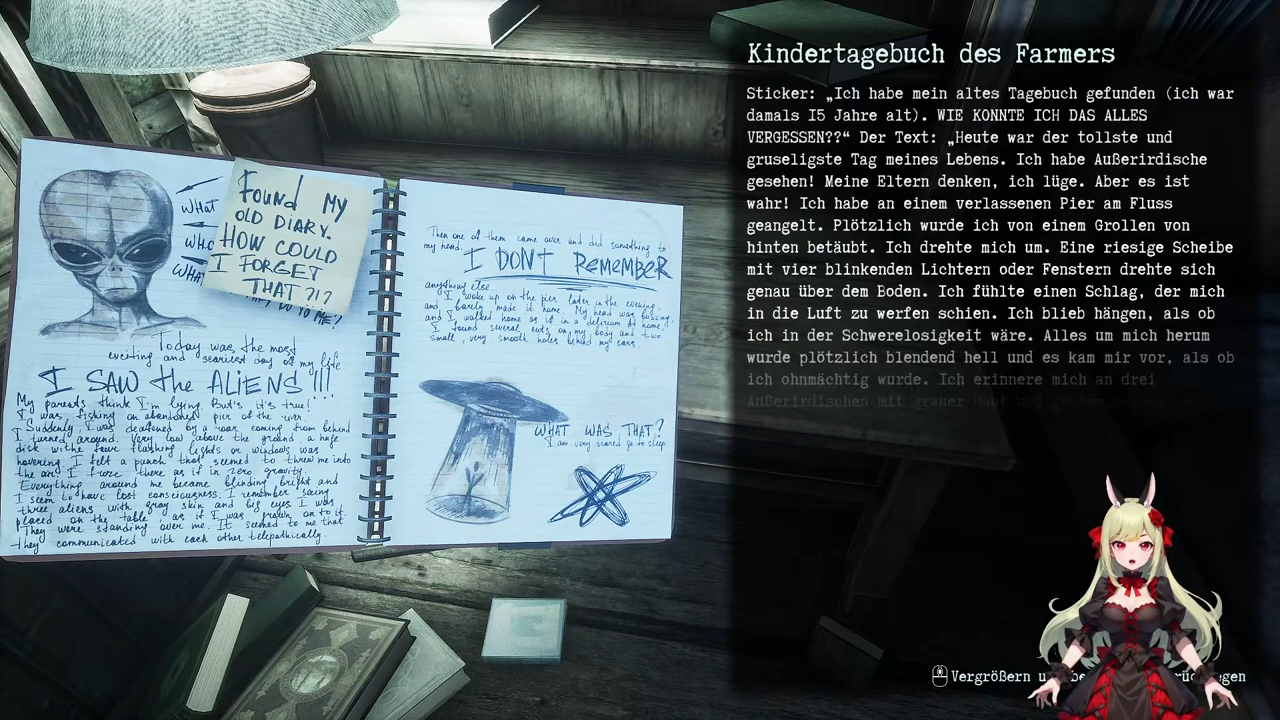 WHAT
WHO
WHAT
FOUND MY
OLD DIARY.
HOW COULD
I FORGET
THAT?!?
DO TO ME?
Today was the most
exciting and scariest day of my life
I SAW the ALIENS!!!
My parents think I'm lying. But's, it's true!
I was fishing on abandoned pier of the river.
Suddenly, I was deafened by a roar coming from behind
I turned around. Very low above the ground, a huge
disk withe four flashing lights or windows was
hovering. I felt a punch that seemed to threw me into
the air. I froze there as if in zero gravity.
Everything around me became blinding bright and
I seem to have lost consciousness. I remember seing
three aliens with gray skin and big eyes. I was
placed on the table, as if I was grown on to it.
They were standing over me. It seemed to me that
they communicated with each other telepathically.
Then one of them came over and did something to
my head.
I DON'T REMEMBER
anything else.
I woke up on the pier later in the evening,
and I barely made it home. My head was buzzing,
and I walked home as if in a delirium. At home,
I found several cuts on my body and two
small, very smooth holes behind my ears.
WHAT WAS THAT?
I am very scared to go to sleep
Kindertagebuch des Farmers
Sticker: „Ich habe mein altes Tagebuch gefunden (ich war
damals 15 Jahre alt). WIE KONNTE ICH DAS ALLES
VERGESSEN??“ Der Text: „Heute war der tollste und
gruseligste Tag meines Lebens. Ich habe Außerirdische
gesehen! Meine Eltern denken, ich lüge. Aber es ist
wahr! Ich habe an einem verlassenen Pier am Fluss
geangelt. Plötzlich wurde ich von einem Grollen von
hinten betäubt. Ich drehte mich um. Eine riesige Scheibe
mit vier blinkenden Lichtern oder Fenstern drehte sich
genau über dem Boden. Ich fühlte einen Schlag, der mich
in die Luft zu werfen schien. Ich blieb hängen, als ob
ich in der Schwerelosigkeit wäre. Alles um mich herum
wurde plötzlich blendend hell und es kam mir vor, als ob
ich ohnmächtig wurde. Ich erinnere mich an drei
Außerirdischen mit grauer Haut und
Vergrößern